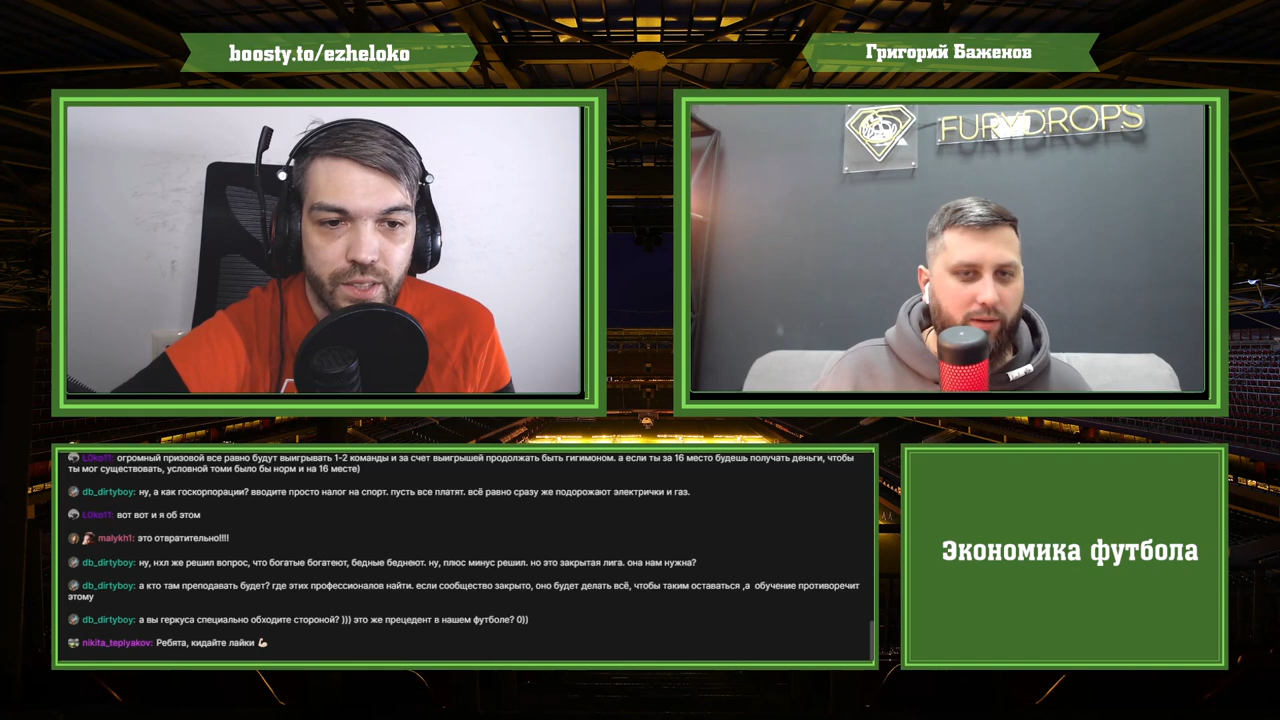 boosty.to/ezheloko
Григорий Баженов
FURYDROPS
L0ko11: огромный призовой все равно будут выигрывать 1-2 команды и за счет выигрышей продолжать быть гигимоном. а если ты за 16 место будешь получать деньги, чтобы
ты мог существовать, условной томи было бы норм и на 16 месте)
db_dirtyboy: ну, а как госкорпорации? вводите просто налог на спорт. пусть все платят. всё равно сразу же подорожают электрички и газ.
L0ko11: вот вот и я об этом
malykh1: это отвратительно!!!!
db_dirtyboy: ну, нхл же решил вопрос, что богатые богатеют, бедные беднеют. ну, плюс минус решил. но это закрытая лига. она нам нужна?
db_dirtyboy: а кто там преподавать будет? где этих профессионалов найти. если сообщество закрыто, оно будет делать всё, чтобы таким оставаться ,а обучение противоречит
этому
db_dirtyboy: а вы геркуса специально обходите стороной? ))) это же прецедент в нашем футболе? 0))
nikita_teplyakov: Ребята, кидайте лайки 💪🏻
Экономика футбола